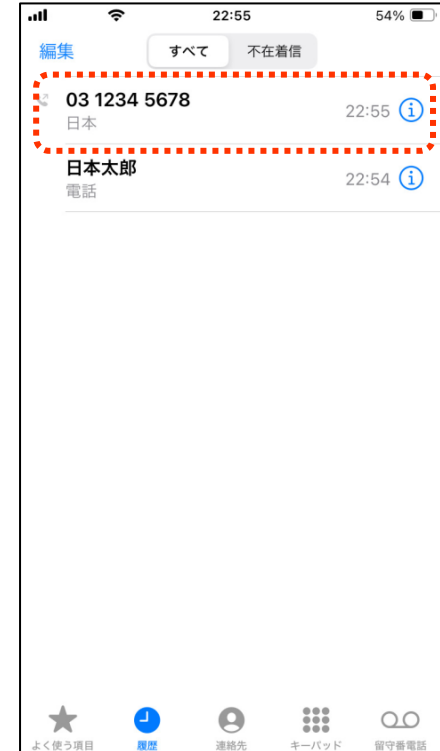 22:55 54%
編集 すべて 不在着信
03 1234 5678
日本
22:55
日本太郎
電話
22:54
よく使う項目 履歴 連絡先 キーパッド 留守番電話